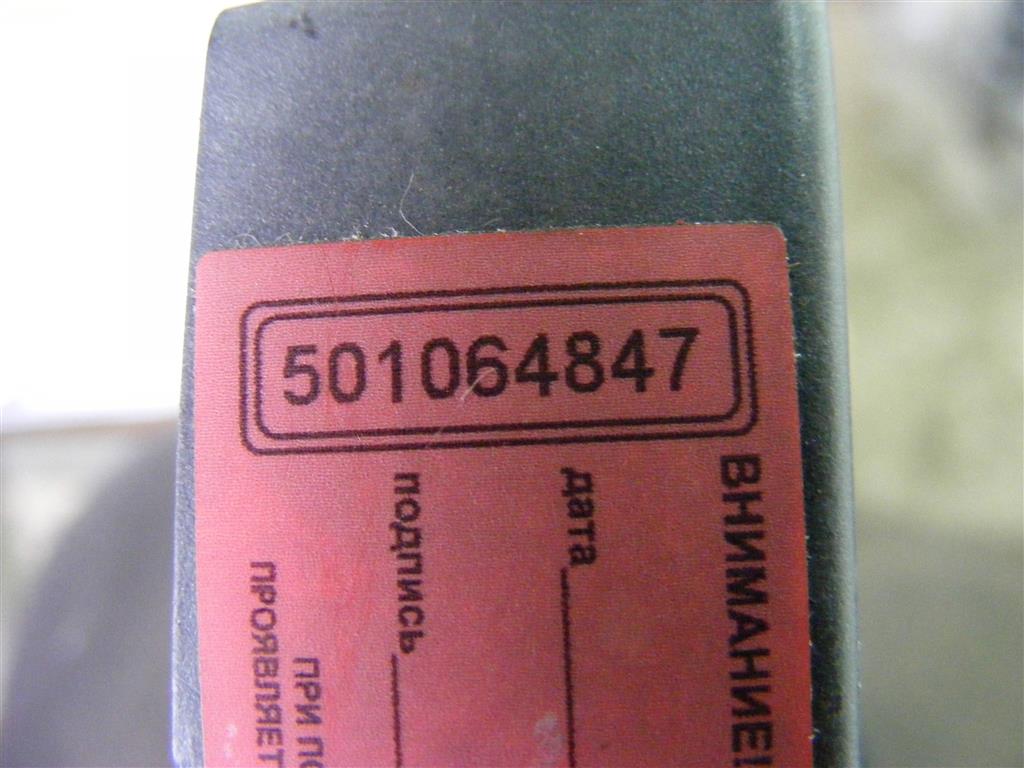 501064847
ВНИМАНИЕ!
дата
подпись
ПРИ
ПРОЯВЛЯЕТ